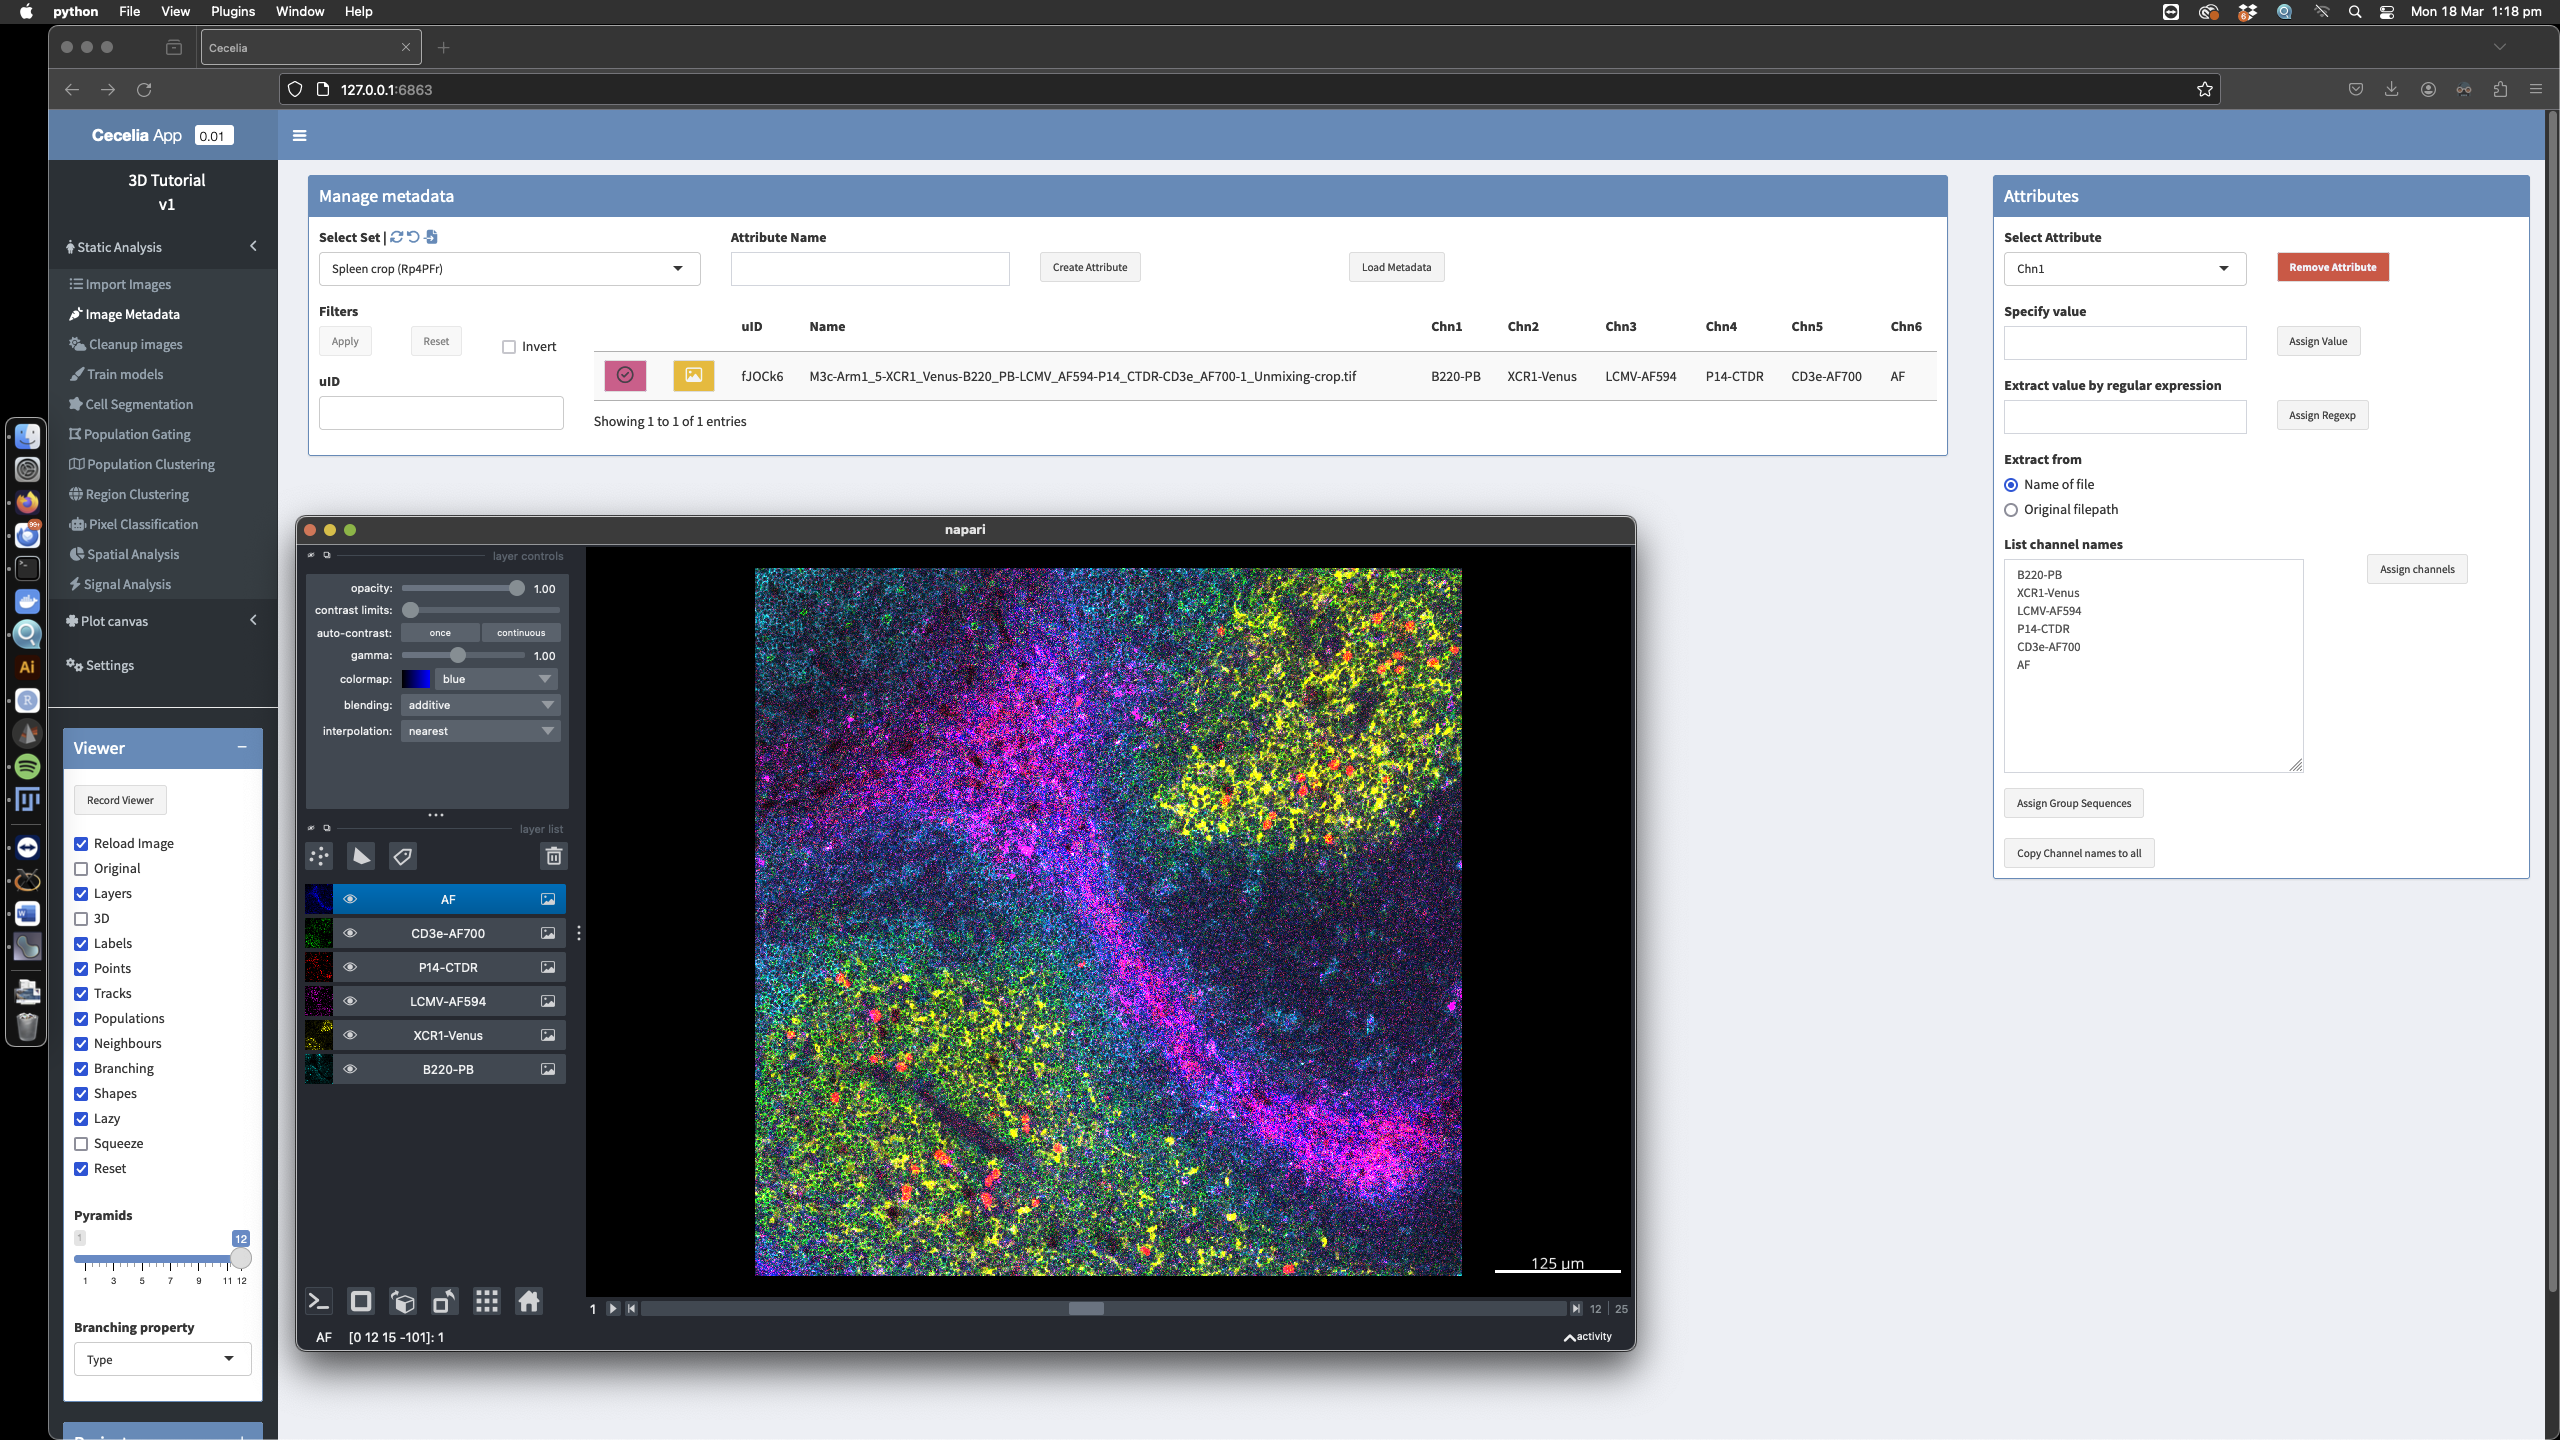 python File View Plugins Window Help
Mon 18 Mar 1:18 pm
Cecelia
127.0.0.1:6863
Cecelia App 0.01
3D Tutorial
v1
Static Analysis
Import Images
Image Metadata
Cleanup images
Train models
Cell Segmentation
Population Gating
Population Clustering
Region Clustering
Pixel Classification
Spatial Analysis
Signal Analysis
Plot canvas
Settings
Viewer
Record Viewer
Reload Image
Original
Layers
3D
Labels
Points
Tracks
Populations
Neighbours
Branching
Shapes
Lazy
Squeeze
Reset
Pyramids
1 12
1 3 5 7 9 11 12
Branching property
Type
Manage metadata
Select Set |
Spleen crop (Rp4PFr)
Attribute Name
Create Attribute
Load Metadata
Filters
Apply Reset Invert
uID
uID Name Chn1 Chn2 Chn3 Chn4 Chn5 Chn6
fJOCk6 M3c-Arm1_5-XCR1_Venus-B220_PB-LCMV_AF594-P14_CTDR-CD3e_AF700-1_Unmixing-crop.tif B220-PB XCR1-Venus LCMV-AF594 P14-CTDR CD3e-AF700 AF
Showing 1 to 1 of 1 entries
Attributes
Select Attribute
Chn1
Remove Attribute
Specify value
Assign Value
Extract value by regular expression
Assign Regexp
Extract from
Name of file
Original filepath
List channel names
B220-PB
XCR1-Venus
LCMV-AF594
P14-CTDR
CD3e-AF700
AF
Assign channels
Assign Group Sequences
Copy Channel names to all
napari
layer controls
opacity: 1.00
contrast limits:
auto-contrast: once continuous
gamma: 1.00
colormap: blue
blending: additive
interpolation: nearest
layer list
AF
CD3e-AF700
P14-CTDR
LCMV-AF594
XCR1-Venus
B220-PB
125 µm
1 12 25
AF [0 12 15 -101]: 1
activity
99+
Ai